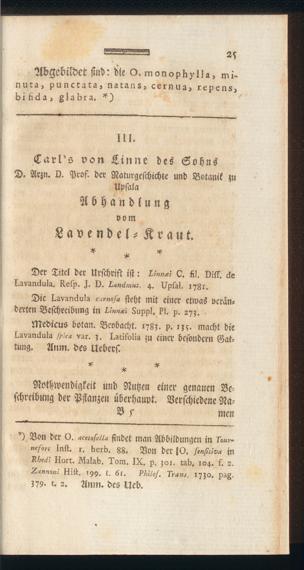 25
Abgebildet sind: die O. monophylla, mi-
nuta, punctata, natans, cernua, repens,
bifida, glabra. *)
III.
Carl's von Linne des Sohns
D. Arzn. D. Prof. der Naturgeschichte und Botanik zu
Upsala
Abhandlung
vom
Lavendel-Kraut.
* * *
Der Titel der Urschrift ist: Linnæi C. fil. Diss. de
Lavandula. Resp. J. D. Lundmus. 4. Upsal. 1781.
Die Lavandula carnosa steht mit einer etwas verän-
derten Beschreibung in Linnæi Suppl. Pl. p. 273.
Medicus botan. Beobacht. 1783. p. 135. macht die
Lavandula spica var. 3. Latifolia zu einer besondern Gat-
tung. Anm. des Uebers.
* * *
Nothwendigkeit und Nutzen einer genauen Be-
schreibung der Pflanzen überhaupt. Verschiedene Na-
B 5 men
*) Von der O. acetosella findet man Abbildungen in Tour-
nefort Inst. r. herb. 88. Von der O. sensitiva in
Rhedi Hort. Malab. Tom. IX. p. 301. tab. 104. f. 2.
Zannoni Hist. 199. t. 61. Philos. Trans. 1730. pag.
379. t. 2. Anm. des Ueb.